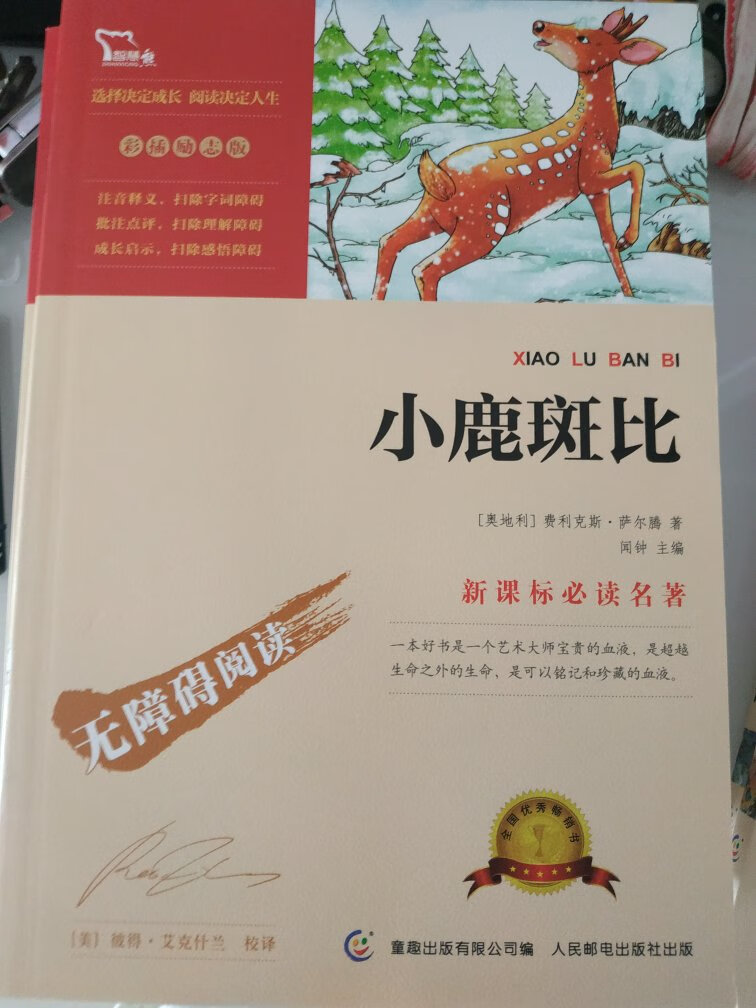 智慧熊
选择决定成长 阅读决定人生
彩插励志版
注音释义，扫除字词障碍
批注点评，扫除理解障碍
成长启示，扫除感悟障碍
XIAO LU BAN BI
小鹿斑比
［奥地利］费利克斯·萨尔腾 著
闻钟 主编
新课标必读名著
一本好书是一个艺术大师宝贵的血液，是超越
生命之外的生命、是可以铭记和珍藏的血液。
无障碍阅读
全国优秀畅销书
［美］彼得·艾克什兰 校译
童趣出版有限公司编 人民邮电出版社出版